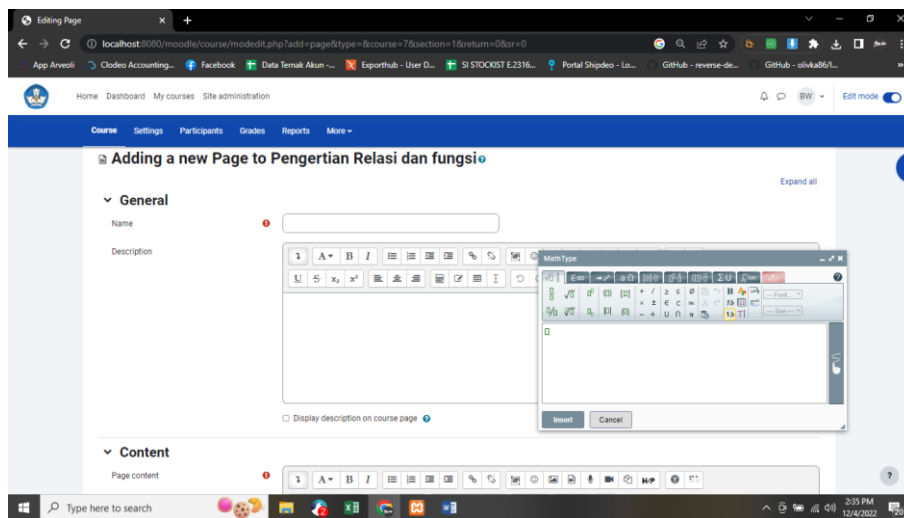 Editing Page
localhost:8080/moodle/course/modedit.php?add=page&type=&course=7&section=1&return=0&sr=0
App Arveoli Clodeo Accounting... Facebook Data Temak Akun -... Exporthub - User D... SI STOCKIST E.2316... Portal Shipdeo - Lo... GitHub - reverse-de... GitHub - olivka86/l...
Home Dashboard My courses Site administration BW Edit mode
Course Settings Participants Grades Reports More
Adding a new Page to Pengertian Relasi dan fungsi
Expand all
General
Name
Description
MathType
Display description on course page
Insert Cancel
Content
Page content
Type here to search
2:35 PM
12/4/2022